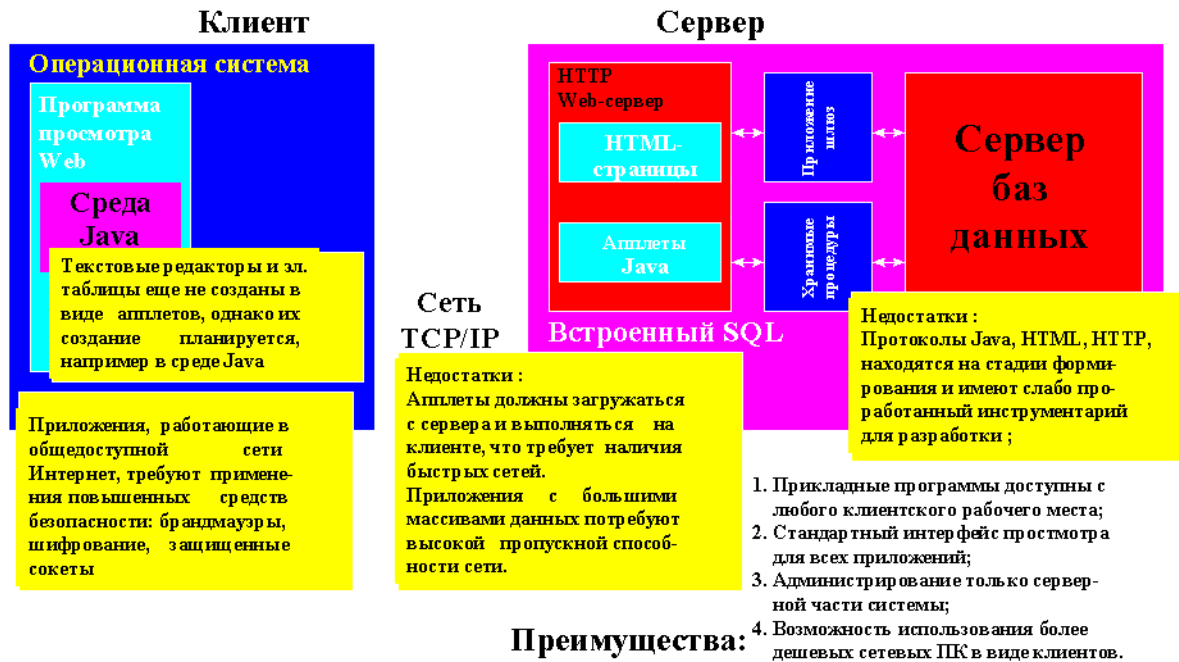 Клиент
Операционная система
Программа
просмотра
Web
Среда
Java
Текстовые редакторы и эл.
таблицы еще не созданы в
виде апплетов, однако их
создание планируется,
например в среде Java
Приложения, работающие в
общедоступной сети
Интернет, требуют примене-
ния повышенных средств
безопасности: брандмауэры,
шифрование, защищенные
сокеты
Сеть
TCP/IP
Недостатки :
Апплеты должны загружаться
с сервера и выполняться на
клиенте, что требует наличия
быстрых сетей.
Приложения с большими
массивами данных потребуют
высокой пропускной способ-
ности сети.
Сервер
HTTP
Web-сервер
HTML-
страницы
Апплеты
Java
Приложение
шлюз
Хранимые
процедуры
Сервер
баз
данных
Встроенный SQL
Недостатки :
Протоколы Java, HTML, HTTP,
находятся на стадии форми-
рования и имеют слабо про-
работанный инструментарий
для разработки ;
Преимущества:
1. Прикладные программы доступны с
любого клиентского рабочего места;
2. Стандартный интерфейс простмотра
для всех приложений;
3. Администрирование только сервер-
ной части системы;
4. Возможность использования более
дешевых сетевых ПК в виде клиентов.